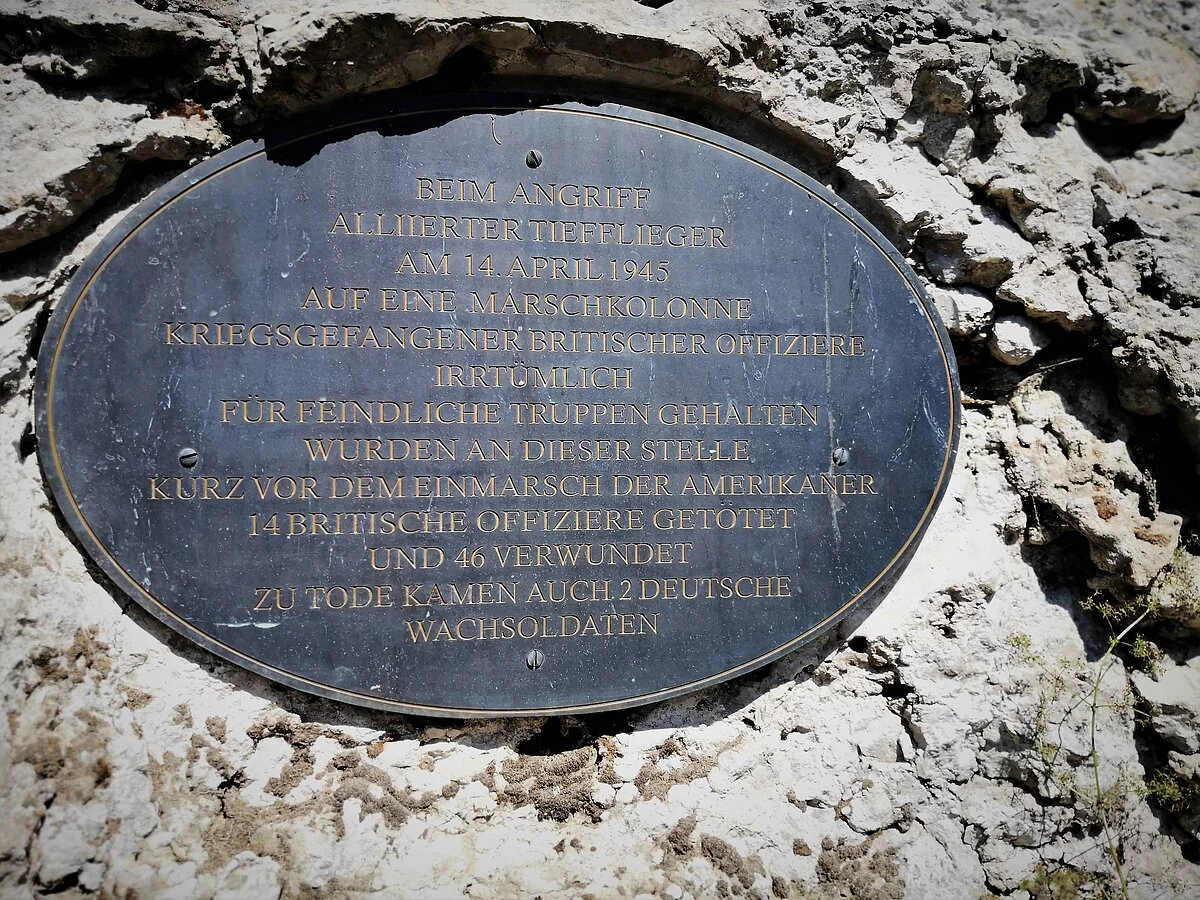 BEIM ANGRIFF
ALLIIERTER TIEFFLIEGER
AM 14. APRIL 1945
AUF EINE MARSCHKOLONNE
KRIEGSGEFANGENER BRITISCHER OFFIZIERE
IRRTÜMLICH
FÜR FEINDLICHE TRUPPEN GEHALTEN
WURDEN AN DIESER STELLE
KURZ VOR DEM EINMARSCH DER AMERIKANER
14 BRITISCHE OFFIZIERE GETÖTET
UND 46 VERWUNDET
ZU TODE KAMEN AUCH 2 DEUTSCHE
WACHSOLDATEN